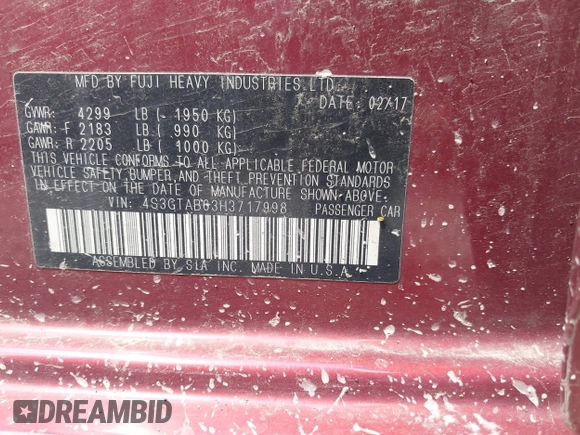 MFD BY FUJI HEAVY INDUSTRIES LTD.
DATE: 02/17
GVWR: 4299 LB (- 1950 KG)
GAWR: F 2183 LB ( 990 KG)
GAWR: R 2205 LB ( 1000 KG)
THIS VEHICLE CONFORMS TO ALL APPLICABLE FEDERAL MOTOR
VEHICLE SAFETY, BUMPER, AND THEFT PREVENTION STANDARDS
IN EFFECT ON THE DATE OF MANUFACTURE SHOWN ABOVE.
VIN: PASSENGER CAR
ASSEMBLED BY SIA INC. MADE IN U.S.A.
DREAMBID